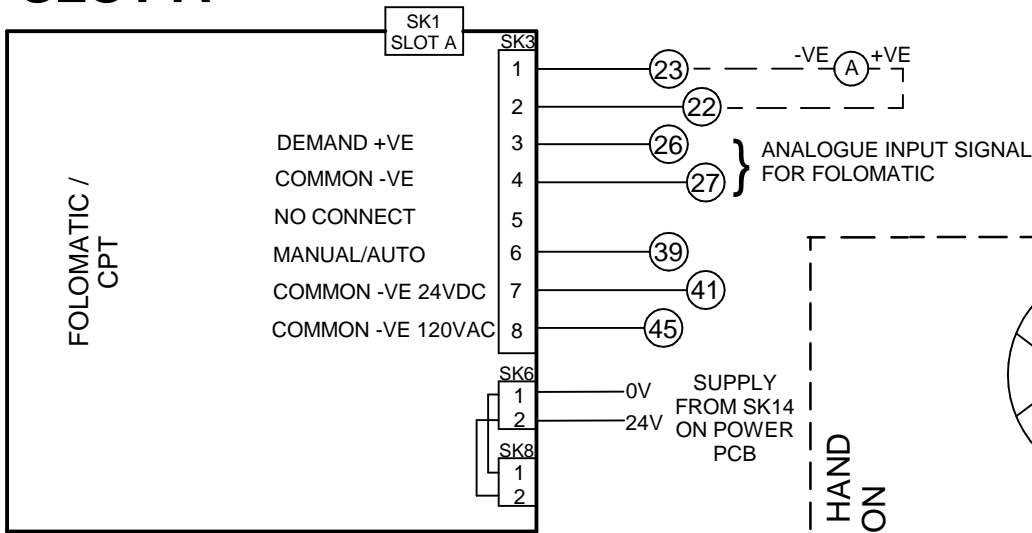 SLOT A
SK1
SLOT A
SK3
1
23
-VE
A
+VE
2
22
DEMAND +VE
3
26
COMMON -VE
4
27
}
ANALOGUE INPUT SIGNAL
FOR FOLOMATIC
NO CONNECT
5
MANUAL/AUTO
6
39
COMMON -VE 24VDC
7
41
COMMON -VE 120VAC
8
45
FOLOMATIC /
CPT
SK6
1
0V
2
24V
SUPPLY
FROM SK14
ON POWER
PCB
SK8
1
2
HAND
ON